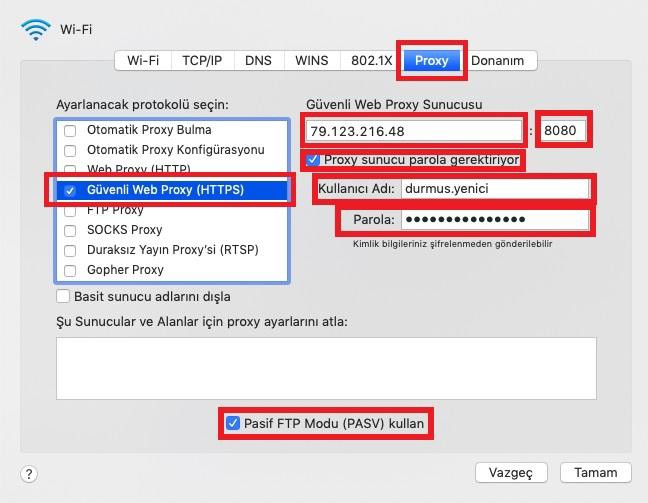 Wi-Fi
Wi-Fi TCP/IP DNS WINS 802.1X Proxy Donanım
Ayarlanacak protokolü seçin:
Otomatik Proxy Bulma
Otomatik Proxy Konfigürasyonu
Web Proxy (HTTP)
Güvenli Web Proxy (HTTPS)
FTP Proxy
SOCKS Proxy
Duraksız Yayın Proxy'si (RTSP)
Gopher Proxy
Güvenli Web Proxy Sunucusu
79.123.216.48 : 8080
Proxy sunucu parola gerektiriyor
Kullanıcı Adı: durmus.yenici
Parola: •••••••••••••••
Kimlik bilgileriniz şifrelenmeden gönderilebilir
Basit sunucu adlarını dışla
Şu Sunucular ve Alanlar için proxy ayarlarını atla:
Pasif FTP Modu (PASV) kullan
? Vazgeç Tamam